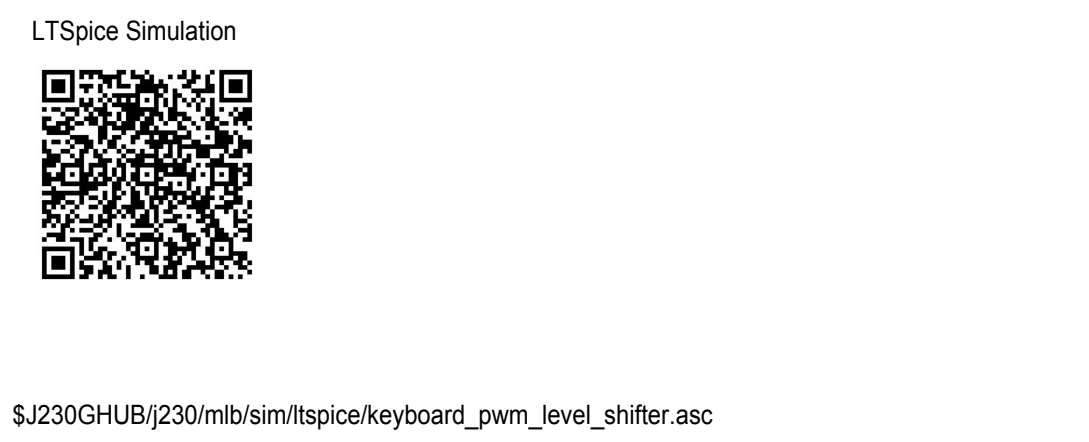 LTSpice Simulation
$J230GHUB/j230/mlb/sim/ltspice/keyboard_pwm_level_shifter.asc